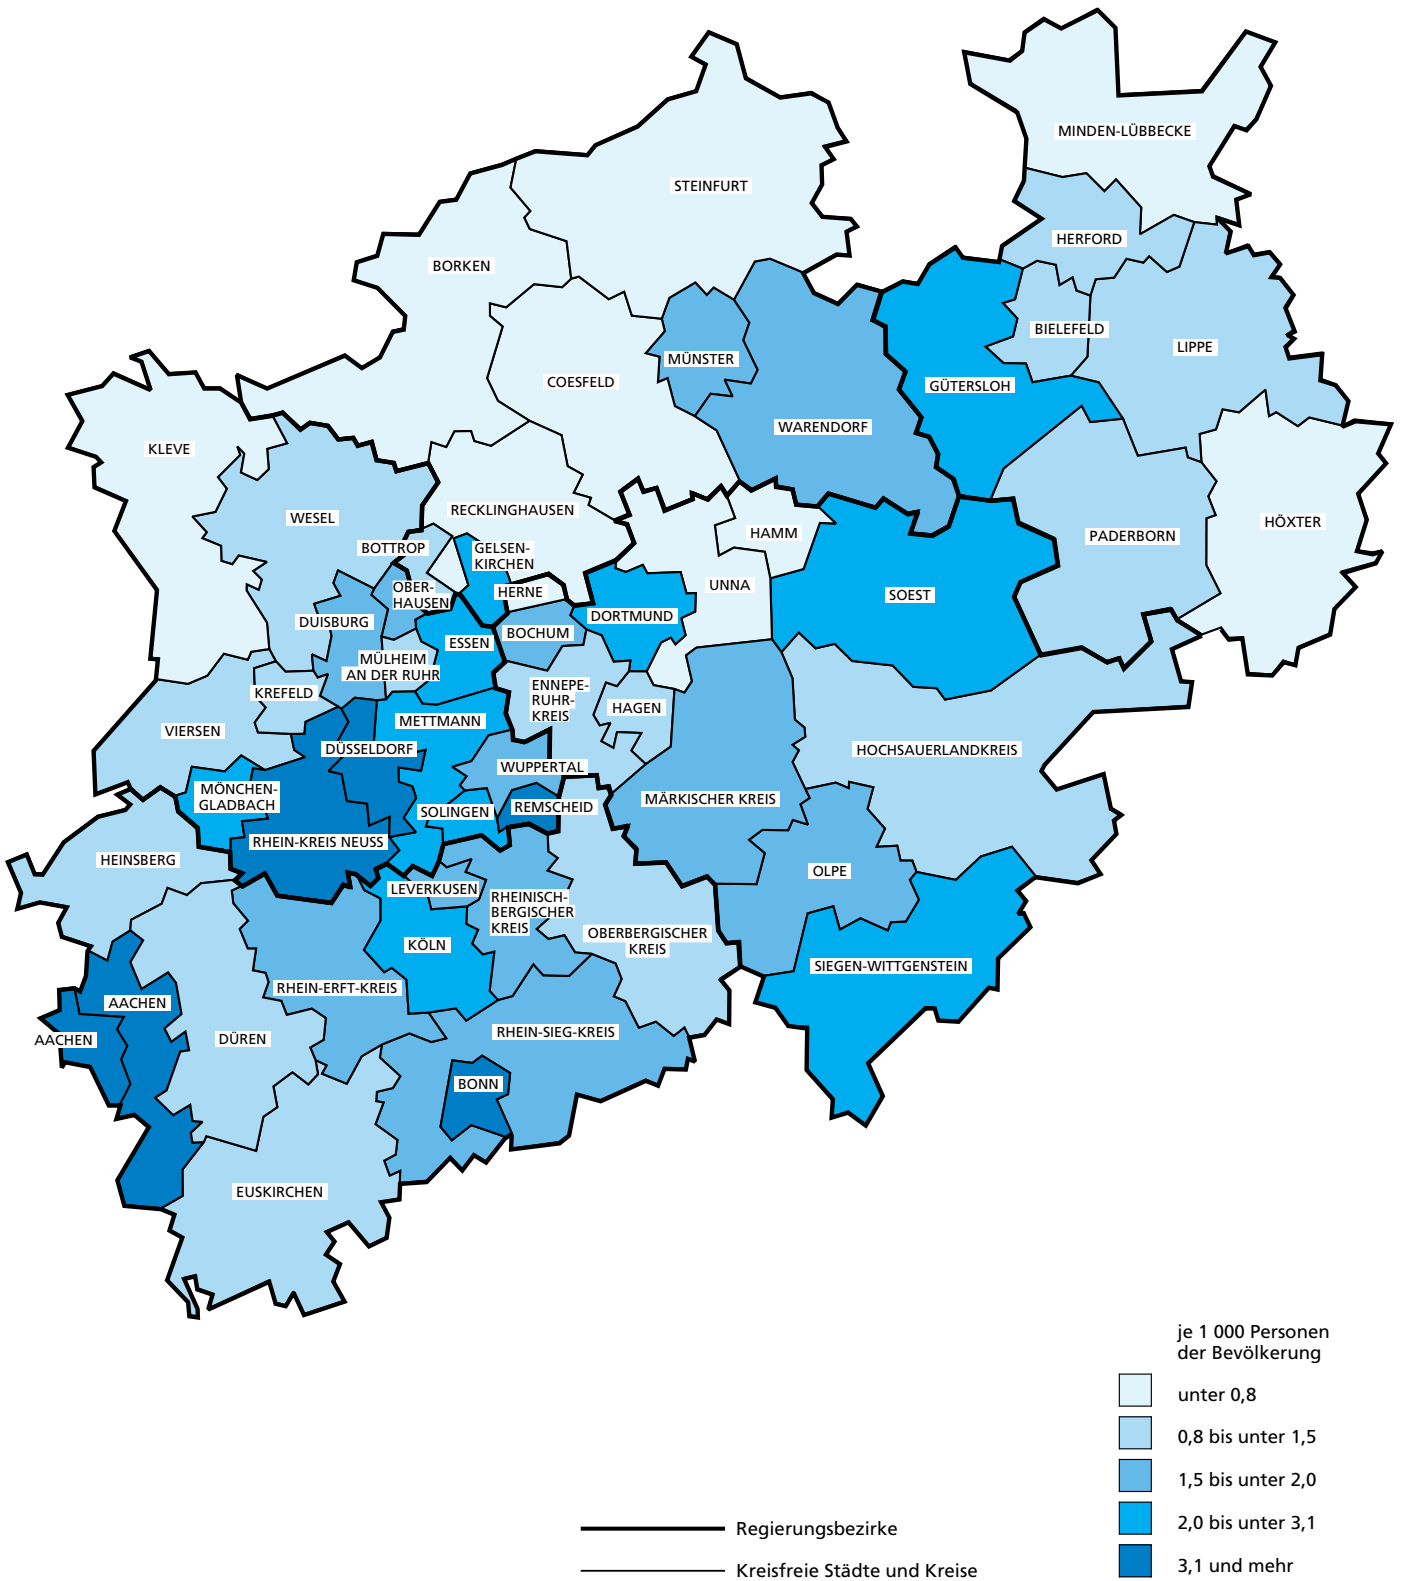 MINDEN-LÜBBECKE
STEINFURT
HERFORD
BORKEN
BIELEFELD
LIPPE
MÜNSTER
COESFELD
GÜTERSLOH
WARENDORF
KLEVE
RECKLINGHAUSEN
WESEL
HÖXTER
HAMM
PADERBORN
BOTTROP
GELSEN-
KIRCHEN
UNNA
OBER-
HAUSEN
HERNE
SOEST
DORTMUND
DUISBURG
BOCHUM
ESSEN
MÜLHEIM
AN DER RUHR
KREFELD
ENNEPE-
RUHR-
KREIS
HAGEN
METTMANN
VIERSEN
DÜSSELDORF
HOCHSAUERLANDKREIS
WUPPERTAL
MÖNCHEN-
GLADBACH
MÄRKISCHER KREIS
REMSCHEID
SOLINGEN
RHEIN-KREIS NEUSS
HEINSBERG
OLPE
LEVERKUSEN
RHEINISCH-
BERGISCHER
KREIS
OBERBERGISCHER
KREIS
KÖLN
SIEGEN-WITTGENSTEIN
RHEIN-ERFT-KREIS
AACHEN
RHEIN-SIEG-KREIS
AACHEN
DÜREN
BONN
EUSKIRCHEN
je 1 000 Personen
der Bevölkerung
unter 0,8
0,8 bis unter 1,5
1,5 bis unter 2,0
2,0 bis unter 3,1
3,1 und mehr
Regierungsbezirke
Kreisfreie Städte und Kreise